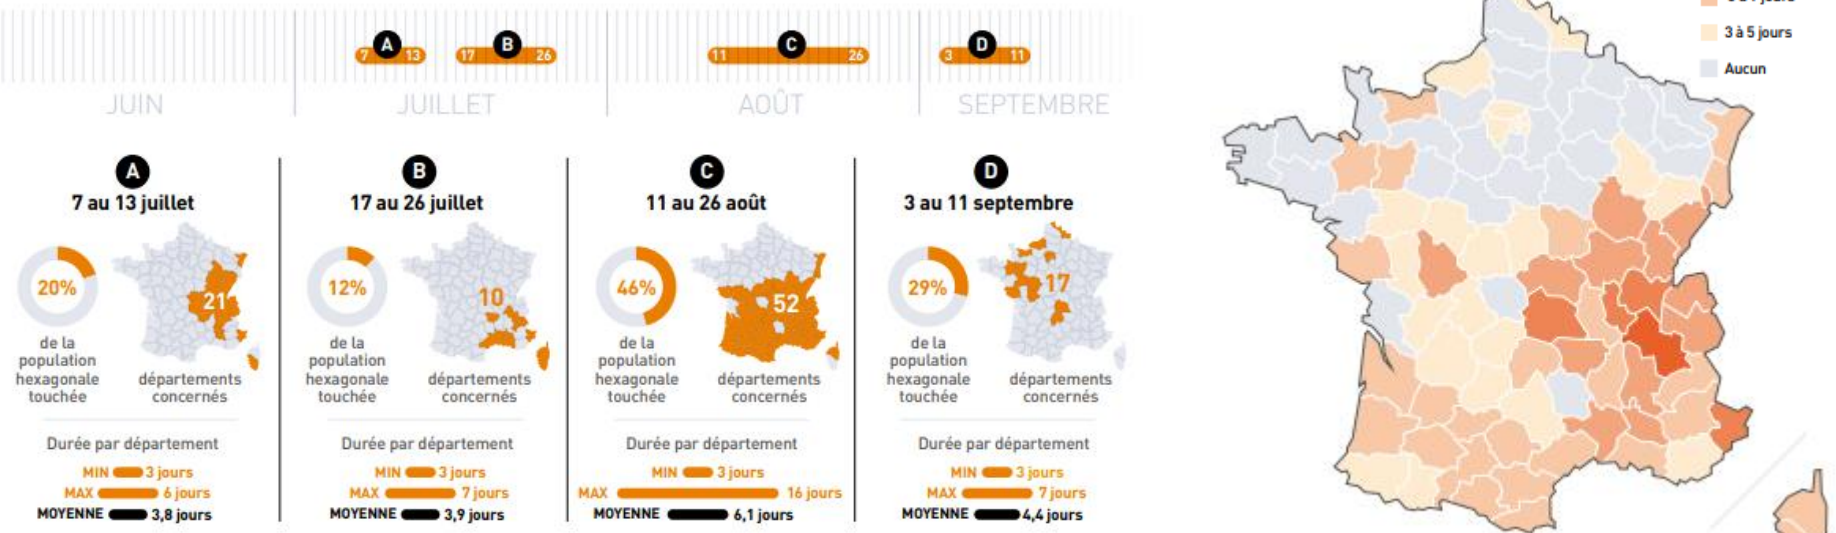 A
B
C
D
7 13
17 26
11 26
3 11
JUIN
JUILLET
AOÛT
SEPTEMBRE
A
7 au 13 juillet
20%
21
de la
population
hexagonale
touchée
départements
concernés
Durée par département
MIN 3 jours
MAX 6 jours
MOYENNE 3,8 jours
B
17 au 26 juillet
12%
10
de la
population
hexagonale
touchée
départements
concernés
Durée par département
MIN 3 jours
MAX 7 jours
MOYENNE 3,9 jours
C
11 au 26 août
46%
52
de la
population
hexagonale
touchée
départements
concernés
Durée par département
MIN 3 jours
MAX 16 jours
MOYENNE 6,1 jours
D
3 au 11 septembre
29%
17
de la
population
hexagonale
touchée
départements
concernés
Durée par département
MIN 3 jours
MAX 7 jours
MOYENNE 4,4 jours
jours
3 à 5 jours
Aucun